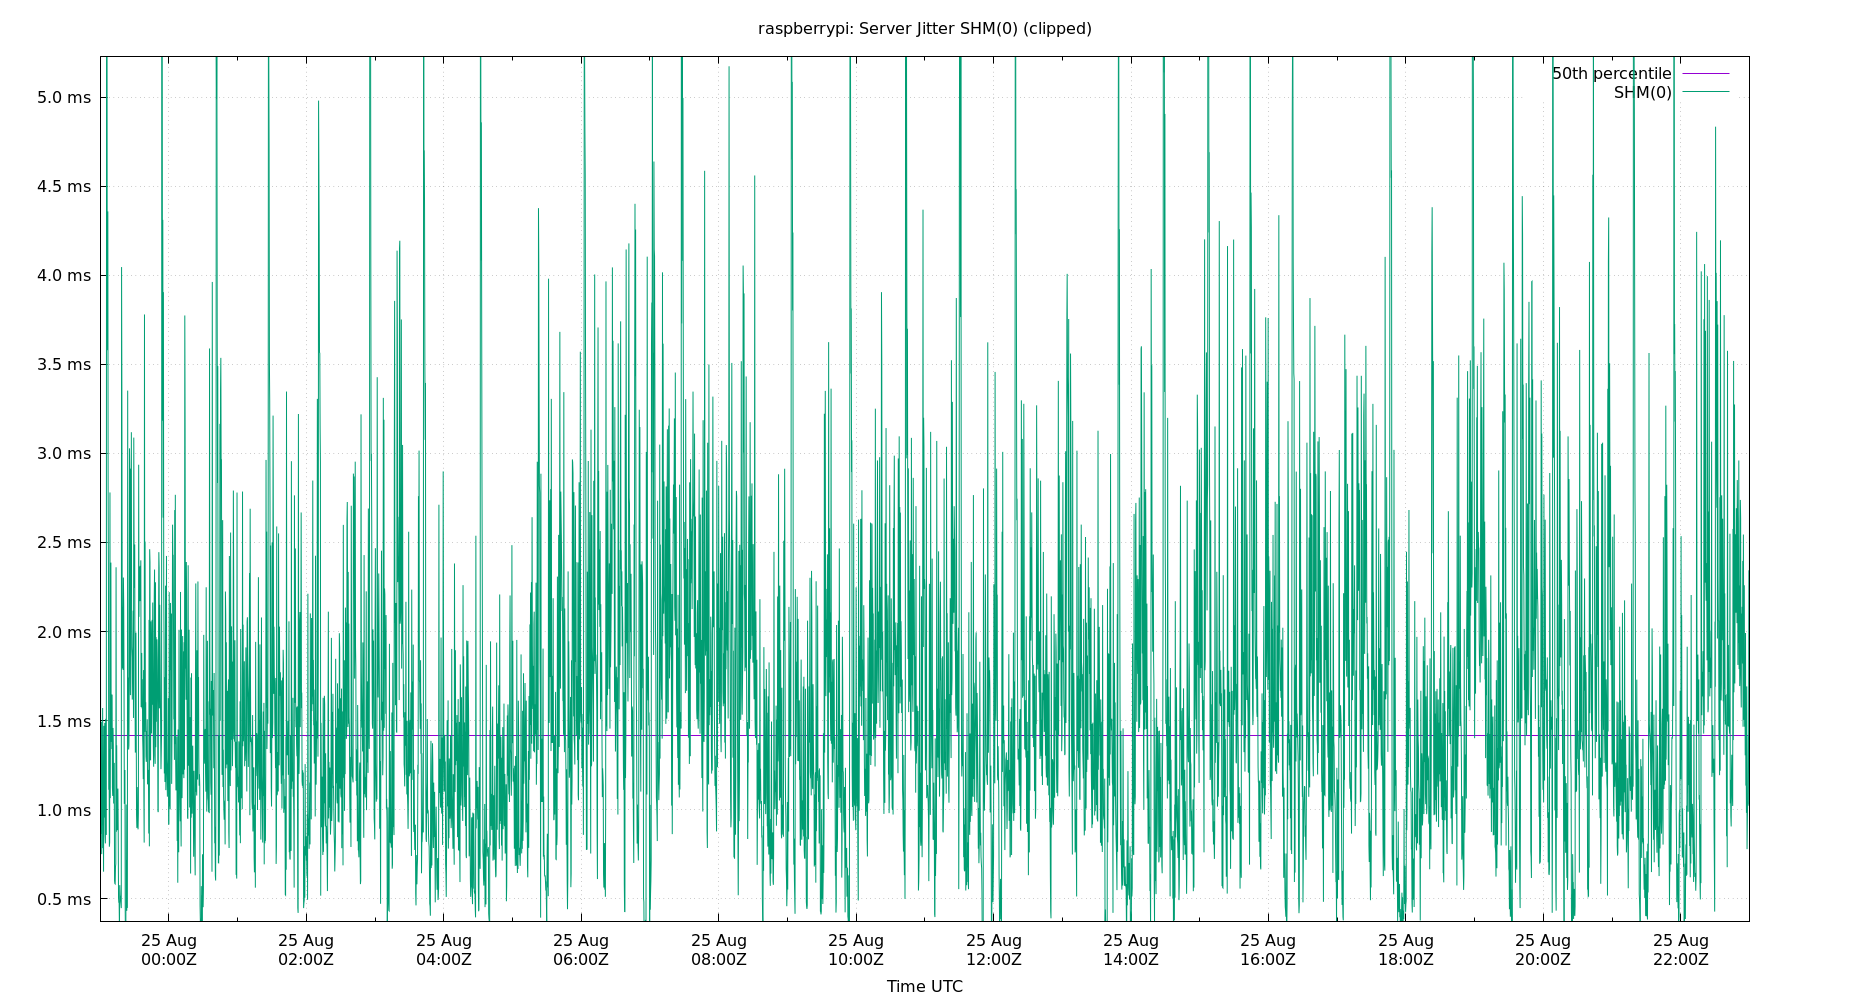 raspberrypi: Server Jitter SHM(0) (clipped)
50th percentile
SHM(0)
5.0 ms
4.5 ms
4.0 ms
3.5 ms
3.0 ms
2.5 ms
2.0 ms
1.5 ms
1.0 ms
0.5 ms
25 Aug 25 Aug 25 Aug 25 Aug 25 Aug 25 Aug 25 Aug 25 Aug 25 Aug 25 Aug 25 Aug 25 Aug
00:00Z 02:00Z 04:00Z 06:00Z 08:00Z 10:00Z 12:00Z 14:00Z 16:00Z 18:00Z 20:00Z 22:00Z
Time UTC